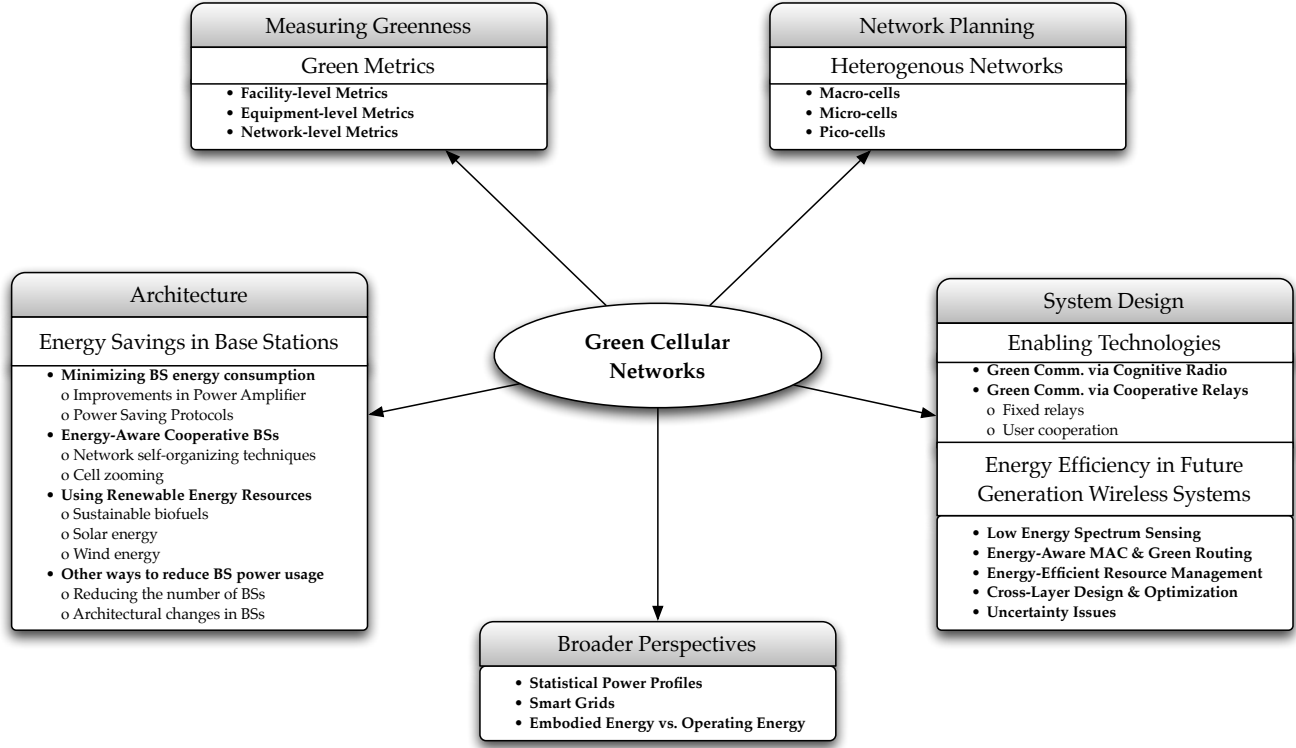 Measuring Greenness
Green Metrics
• Facility-level Metrics
• Equipment-level Metrics
• Network-level Metrics
Network Planning
Heterogenous Networks
• Macro-cells
• Micro-cells
• Pico-cells
Architecture
Energy Savings in Base Stations
• Minimizing BS energy consumption
o Improvements in Power Amplifier
o Power Saving Protocols
• Energy-Aware Cooperative BSs
o Network self-organizing techniques
o Cell zooming
• Using Renewable Energy Resources
o Sustainable biofuels
o Solar energy
o Wind energy
• Other ways to reduce BS power usage
o Reducing the number of BSs
o Architectural changes in BSs
Green Cellular
Networks
System Design
Enabling Technologies
• Green Comm. via Cognitive Radio
• Green Comm. via Cooperative Relays
o Fixed relays
o User cooperation
Energy Efficiency in Future
Generation Wireless Systems
• Low Energy Spectrum Sensing
• Energy-Aware MAC & Green Routing
• Energy-Efficient Resource Management
• Cross-Layer Design & Optimization
• Uncertainty Issues
Broader Perspectives
• Statistical Power Profiles
• Smart Grids
• Embodied Energy vs. Operating Energy